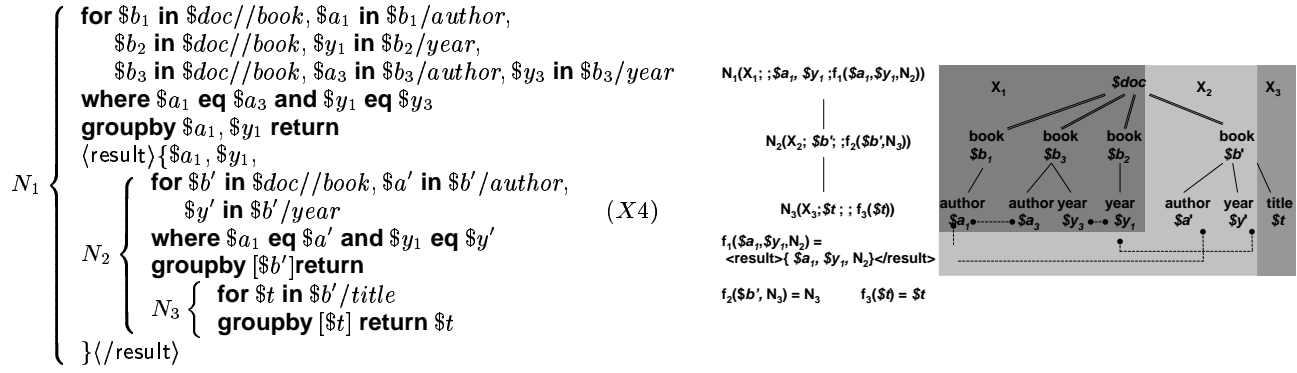 for $b₁ in $doc//book, $a₁ in $b₁/author,
$b₂ in $doc//book, $y₁ in $b₂/year,
$b₃ in $doc//book, $a₃ in $b₃/author, $y₃ in $b₃/year
where $a₁ eq $a₃ and $y₁ eq $y₃
groupby $a₁, $y₁ return
⟨result⟩{$a₁, $y₁,
N₁
for $b′ in $doc//book, $a′ in $b′/author,
$y′ in $b′/year
(X4)
where $a₁ eq $a′ and $y₁ eq $y′
N₂
groupby [$b′]return
N₃
for $t in $b′/title
groupby [$t] return $t
}⟨/result⟩
N₁(X₁; ;$a₁, $y₁ ;f₁($a₁,$y₁,N₂))
N₂(X₂; $b'; ;f₂($b',N₃))
N₃(X₃;$t ; ; f₃($t))
f₁($a₁,$y₁,N₂) =
<result>{ $a₁, $y₁, N₂}</result>
f₂($b', N₃) = N₃ f₃($t) = $t
X₁ $doc X₂ X₃
book book book book
$b₁ $b₃ $b₂ $b'
author author year year author year title
$a₁ $a₃ $y₃ $y₁ $a' $y' $t